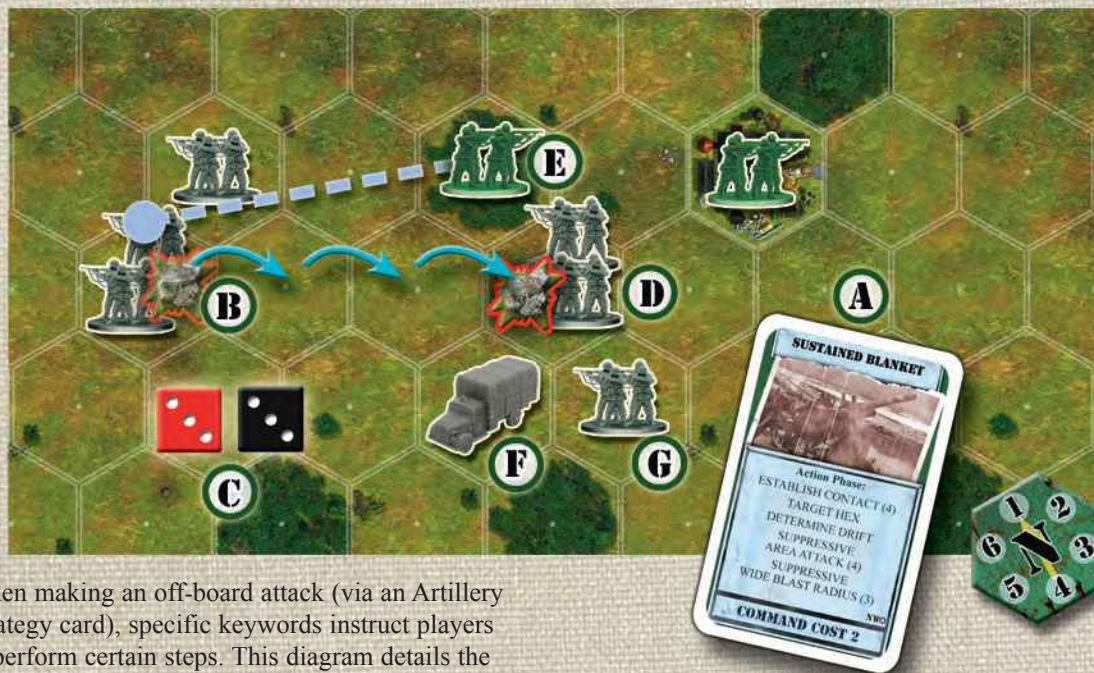 E
B
D
A
C
F
G
SUSTAINED BLANKET
Action Phase:
ESTABLISH CONTACT (4)
TARGET HEX
DETERMINE DRIFT
SUPPRESSIVE
AREA ATTACK (4)
SUPPRESSIVE
WIDE BLAST RADIUS (3)
NWO
COMMAND COST 2
1
2
6
N
3
5
4
en making an off-board attack (via an Artillery
ategy card), specific keywords instruct players
perform certain steps. This diagram details the